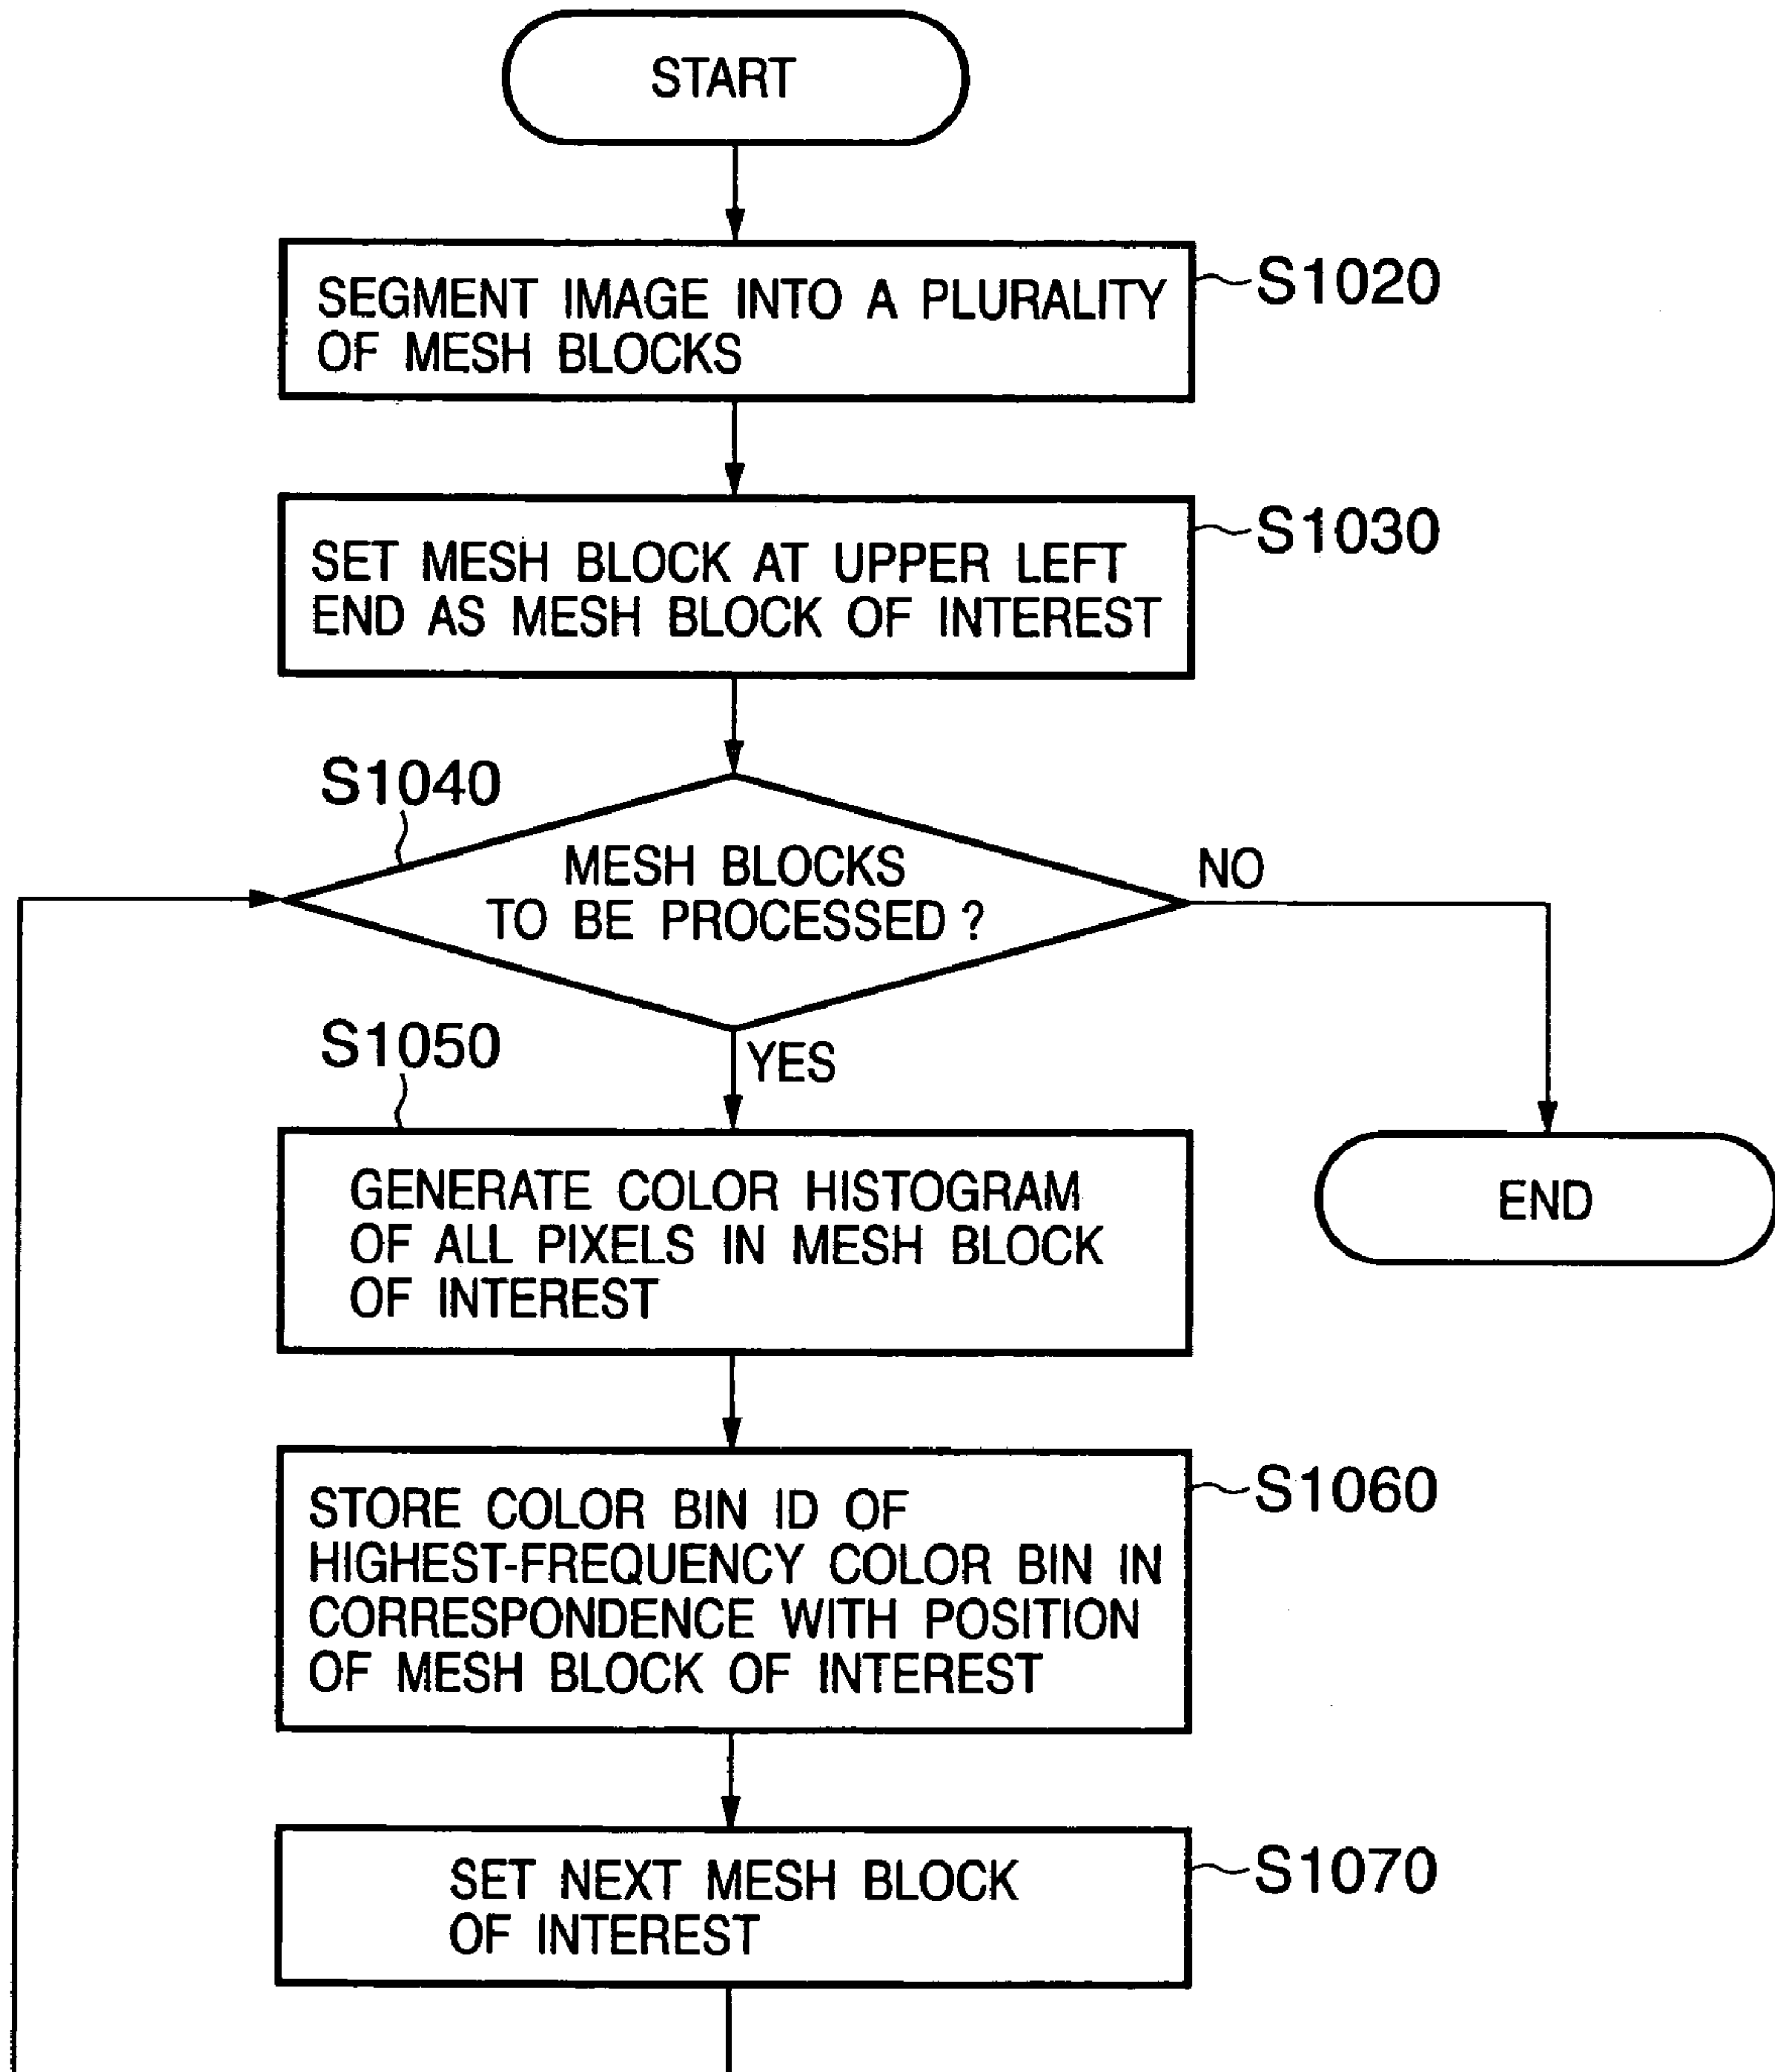 START
SEGMENT IMAGE INTO A PLURALITY
OF MESH BLOCKS
S1020
SET MESH BLOCK AT UPPER LEFT
END AS MESH BLOCK OF INTEREST
S1030
S1040
MESH BLOCKS
TO BE PROCESSED ?
NO
YES
S1050
GENERATE COLOR HISTOGRAM
OF ALL PIXELS IN MESH BLOCK
OF INTEREST
END
STORE COLOR BIN ID OF
HIGHEST-FREQUENCY COLOR BIN IN
CORRESPONDENCE WITH POSITION
OF MESH BLOCK OF INTEREST
S1060
SET NEXT MESH BLOCK
OF INTEREST
S1070